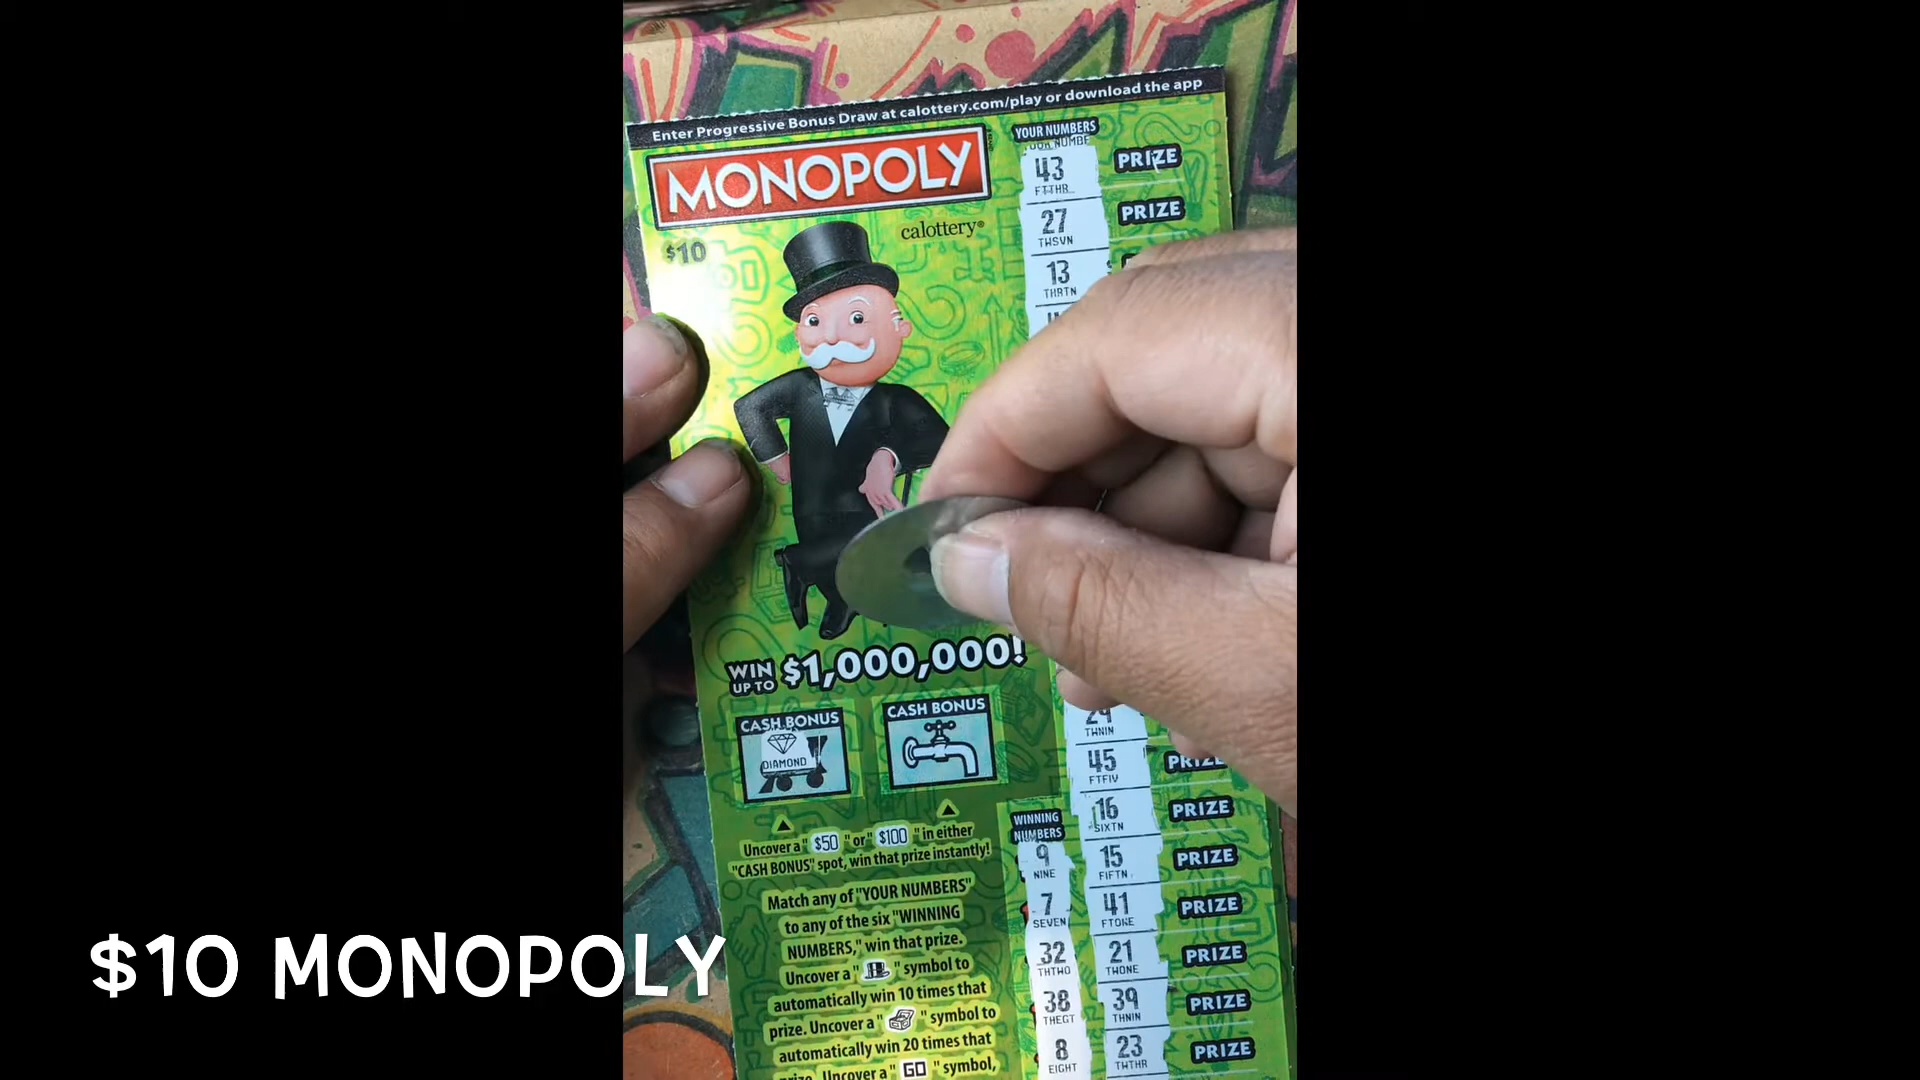 Enter Progressive Bonus Draw at calottery.com/play or download the app
MONOPOLY
calottery®
$10
WIN UP TO $1,000,000!
CASH BONUS
DIAMOND
CASH BONUS
Uncover a "$50" or "$100" in either
"CASH BONUS" spot, win that prize instantly!
Match any of "YOUR NUMBERS"
to any of the six "WINNING
NUMBERS," win that prize.
Uncover a " " symbol to
automatically win 10 times that
prize. Uncover a " " symbol to
automatically win 20 times that
prize. Uncover a "GO" symbol,
YOUR NUMBERS
43 PRIZE
27 PRIZE
TWSVN
13
THRTN
TWNIN
45 PRIZE
16 PRIZE
SIXTN
15 PRIZE
FIFTN
41 PRIZE
FTONE
21 PRIZE
TWONE
39 PRIZE
THNIN
23 PRIZE
TWTHR
WINNING
NUMBERS
9
NINE
7
SEVEN
32
THTWO
38
THEGT
8
EIGHT
$10 MONOPOLY